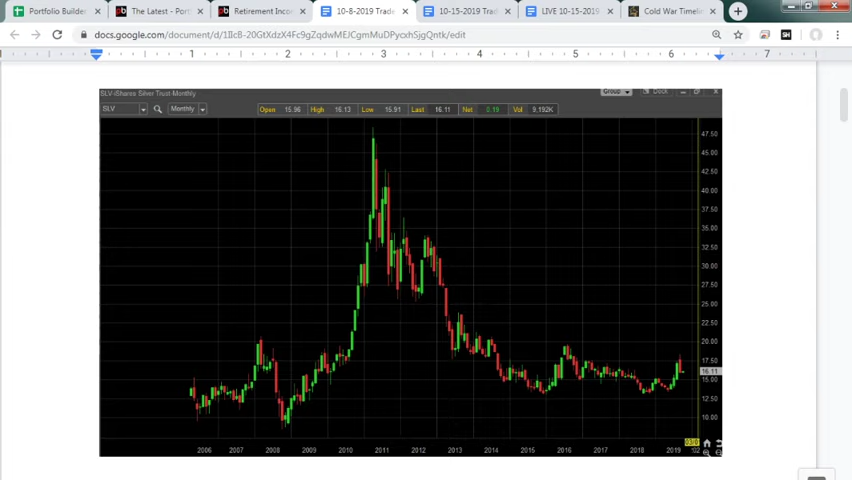 Portfolio Builder
The Latest - Port
Retirement Incon
10-8-2019 Trade
10-15-2019 Trad
LIVE 10-15-2019
Cold War Timelin
docs.google.com/document/d/
/edit
1 2 3 4 5 6 7
SLV-iShares Silver Trust-Monthly
Group
Dock
SLV Monthly Open 15.96 High 16.13 Low 15.91 Last 16.11 Net 0.19 Vol 9,192K
47.50
45.00
42.50
40.00
37.50
35.00
32.50
30.00
27.50
25.00
22.50
20.00
17.50
16.11
15.00
12.50
10.00
2006 2007 2008 2009 2010 2011 2012 2013 2014 2015 2016 2017 2018 2019